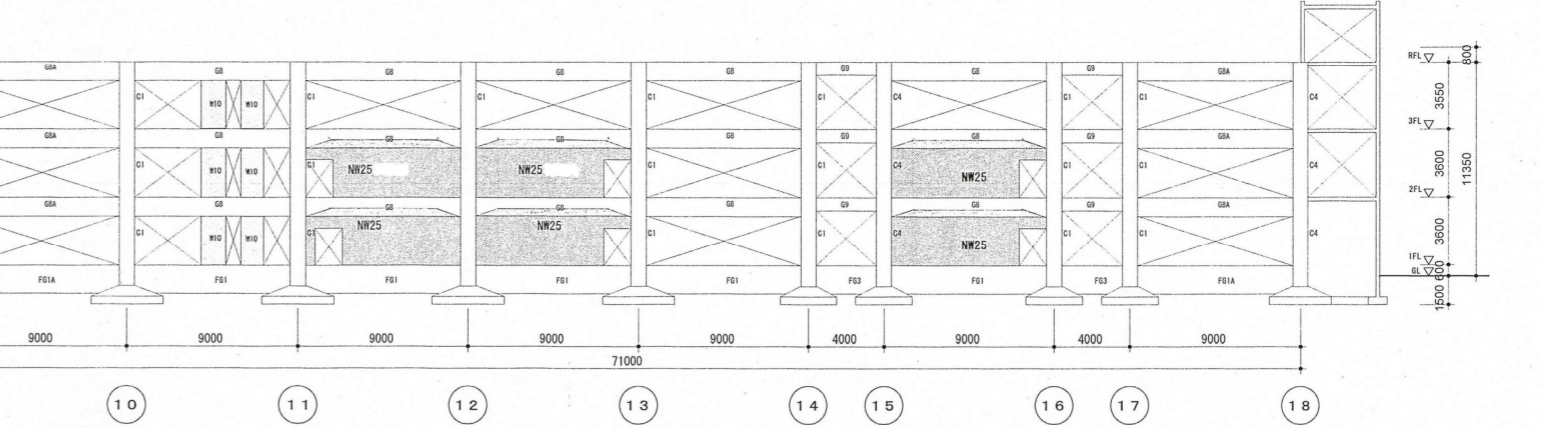 RFL 800
G8A G8 G8 G8 G8 G9 G8 G9 G8A
C1 W10 W10 C1 C1 C1 C1 C4 C1 C1 C4 3550
3FL
G8A G8 G8 G8 G8 G9 G8 G9 G8A
C1 W10 W10 C1 NW25 NW25 C1 C1 C4 NW25 C1 C1 C4 3600 11350
2FL
G8A G8 G8 G8 G8 G9 G8 G9 G8A
C1 W10 W10 C1 NW25 NW25 C1 C1 C4 NW25 C1 C1 C4 3600
1FL
GL 600
FG1A FG1 FG1 FG1 FG1 FG3 FG1 FG3 FG1A
1500
9000 9000 9000 9000 9000 4000 9000 4000 9000
71000
10 11 12 13 14 15 16 17 18